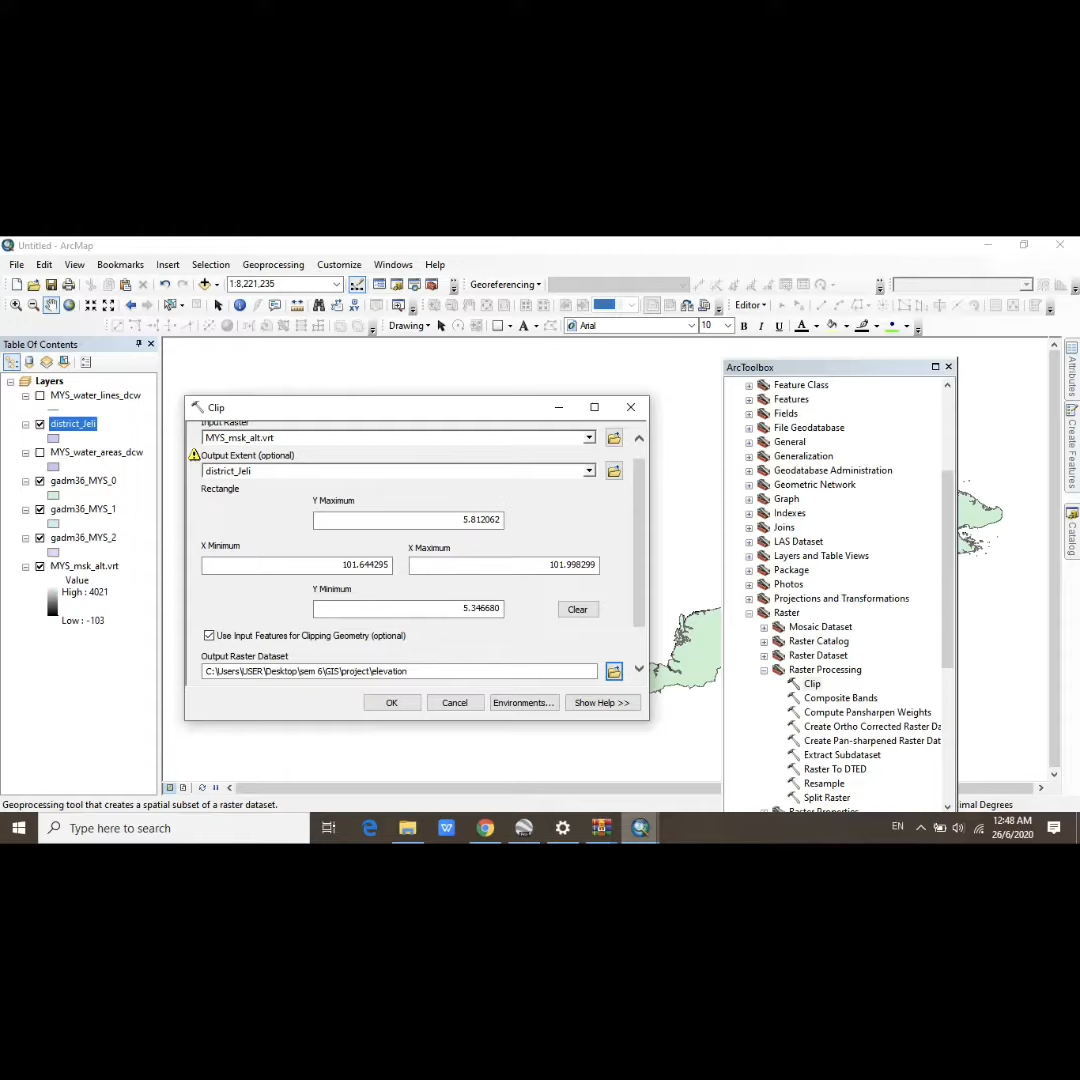 Untitled - ArcMap
File Edit View Bookmarks Insert Selection Geoprocessing Customize Windows Help
1:8,221,235
Georeferencing
Editor
Drawing
Arial
10
B I U A
Table Of Contents
Layers
MYS_water_lines_dcw
district_Jeli
MYS_water_areas_dcw
gadm36_MYS_0
gadm36_MYS_1
gadm36_MYS_2
MYS_msk_alt.vrt
Value
High : 4021
Low : -103
Clip
Input Raster
MYS_msk_alt.vrt
Output Extent (optional)
district_Jeli
Rectangle
Y Maximum
5.812062
X Minimum
X Maximum
101.644295
101.998299
Y Minimum
5.346680
Clear
Use Input Features for Clipping Geometry (optional)
Output Raster Dataset
C:\Users\USER\Desktop\sem 6\GIS\project\elevation
OK
Cancel
Environments...
Show Help >>
ArcToolbox
Feature Class
Features
Fields
File Geodatabase
General
Generalization
Geodatabase Administration
Geometric Network
Graph
Indexes
Joins
LAS Dataset
Layers and Table Views
Package
Photos
Projections and Transformations
Raster
Mosaic Dataset
Raster Catalog
Raster Dataset
Raster Processing
Clip
Composite Bands
Compute Pansharpen Weights
Create Ortho Corrected Raster Da
Create Pan-sharpened Raster Dat
Extract Subdataset
Raster To DTED
Resample
Split Raster
Raster Properties
Attributes
Create Features
Catalog
Geoprocessing tool that creates a spatial subset of a raster dataset.
imal Degrees
Type here to search
EN
12:48 AM
26/6/2020